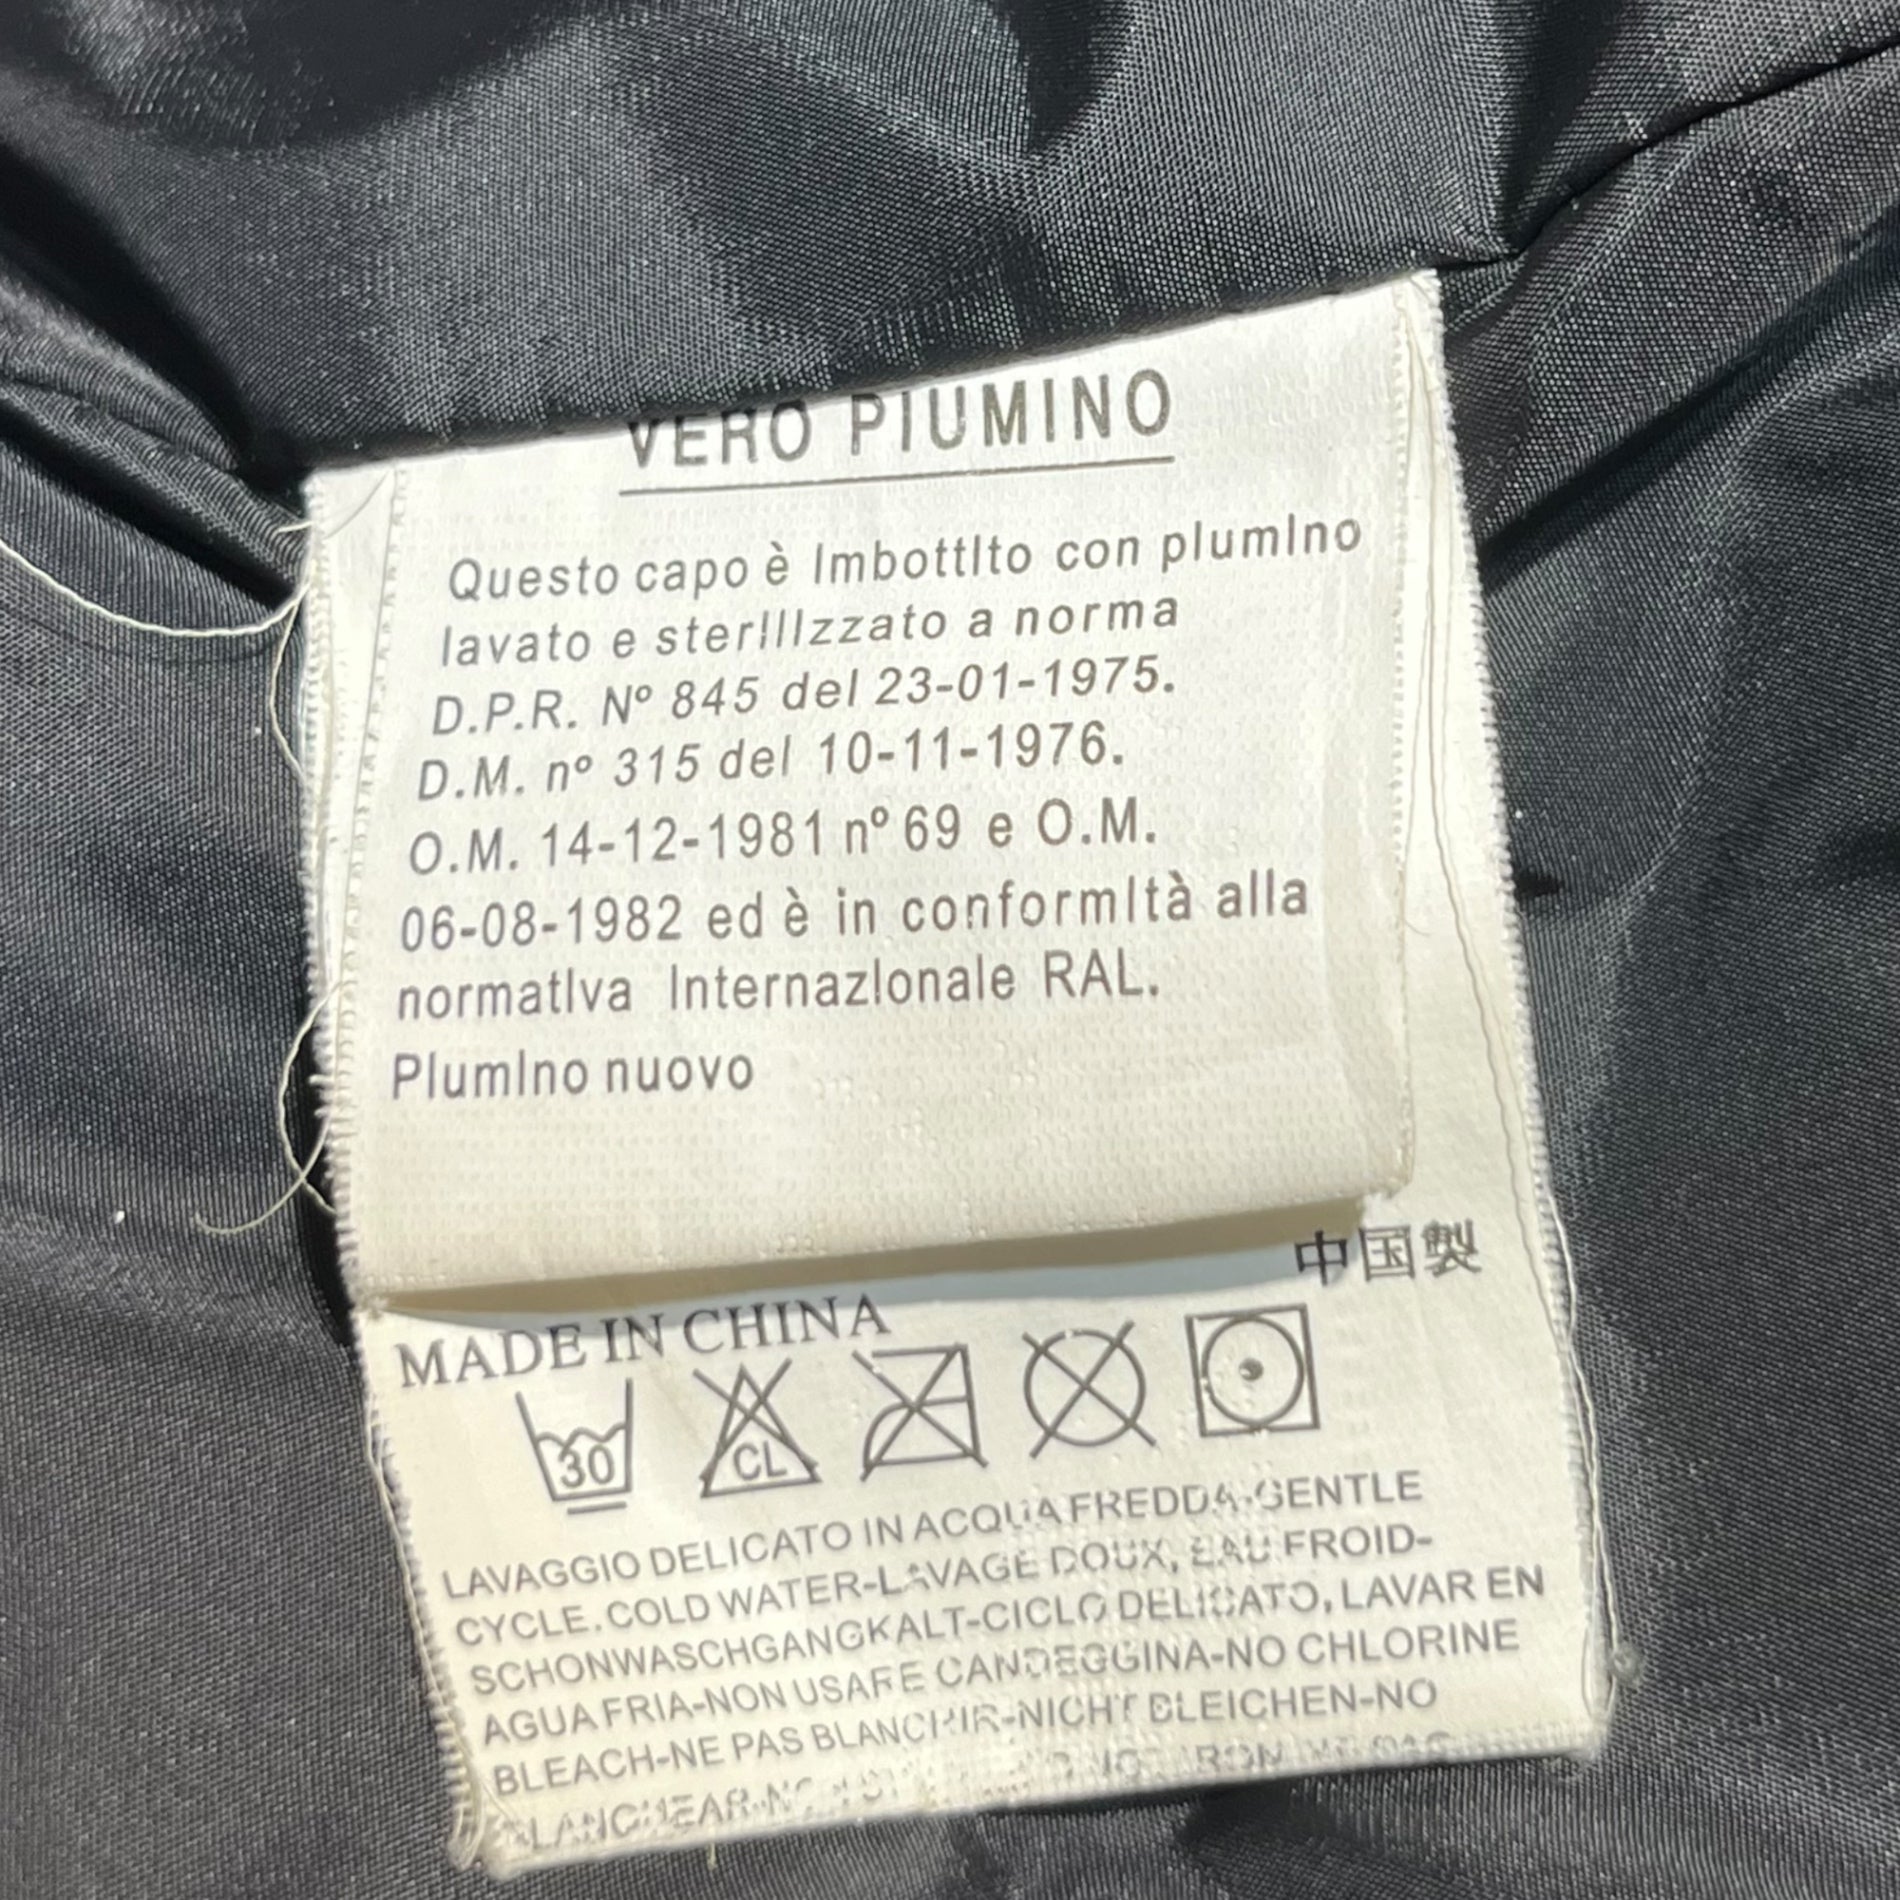 VERO PIUMINO
Questo capo è Imbottlto con plumlno
lavato e sterlllzzato a norma
D.P.R. Nº 845 del 23-01-1975.
D.M. nº 315 del 10-11-1976.
O.M. 14-12-1981 nº 69 e O.M.
06-08-1982 ed è in conformltà alla
normatlva Internazlonale RAL.
Plumlno nuovo
中国製
MADE IN CHINA
30
CL
LAVAGGIO DELICATO IN ACQUA FREDDA-GENTLE
CYCLE.COLD WATER-LAVAGE DOUX, EAU FROID-
SCHONWASCHGANGKALT-CICLO DELICATO, LAVAR EN
AGUA FRIA-NON USARE CANDEGGINA-NO CHLORINE
BLEACH-NE PAS BLANCHIR-NICHT BLEICHEN-NO